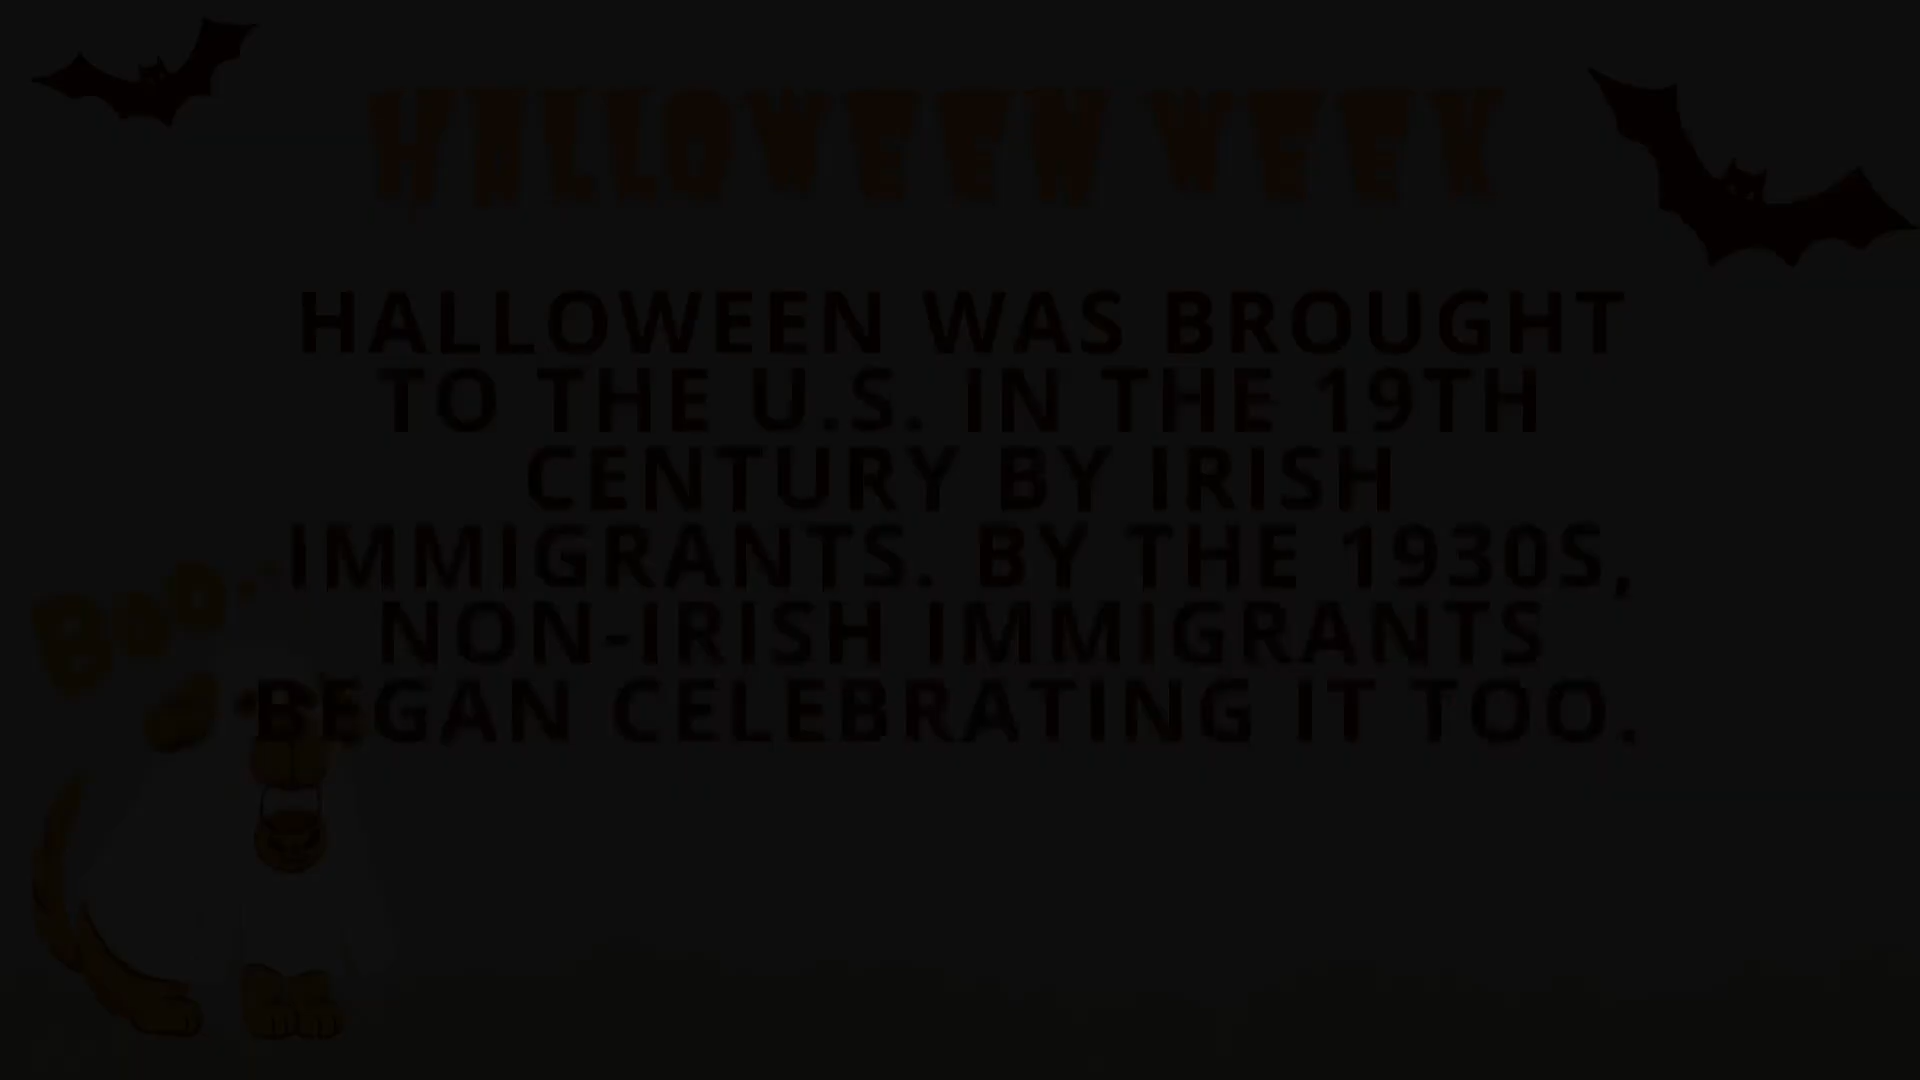 HALLOWEEN WEEK
HALLOWEEN WAS BROUGHT
TO THE U.S. IN THE 19TH
CENTURY BY IRISH
IMMIGRANTS. BY THE 1930S,
NON-IRISH IMMIGRANTS
BEGAN CELEBRATING IT TOO.
Boo..